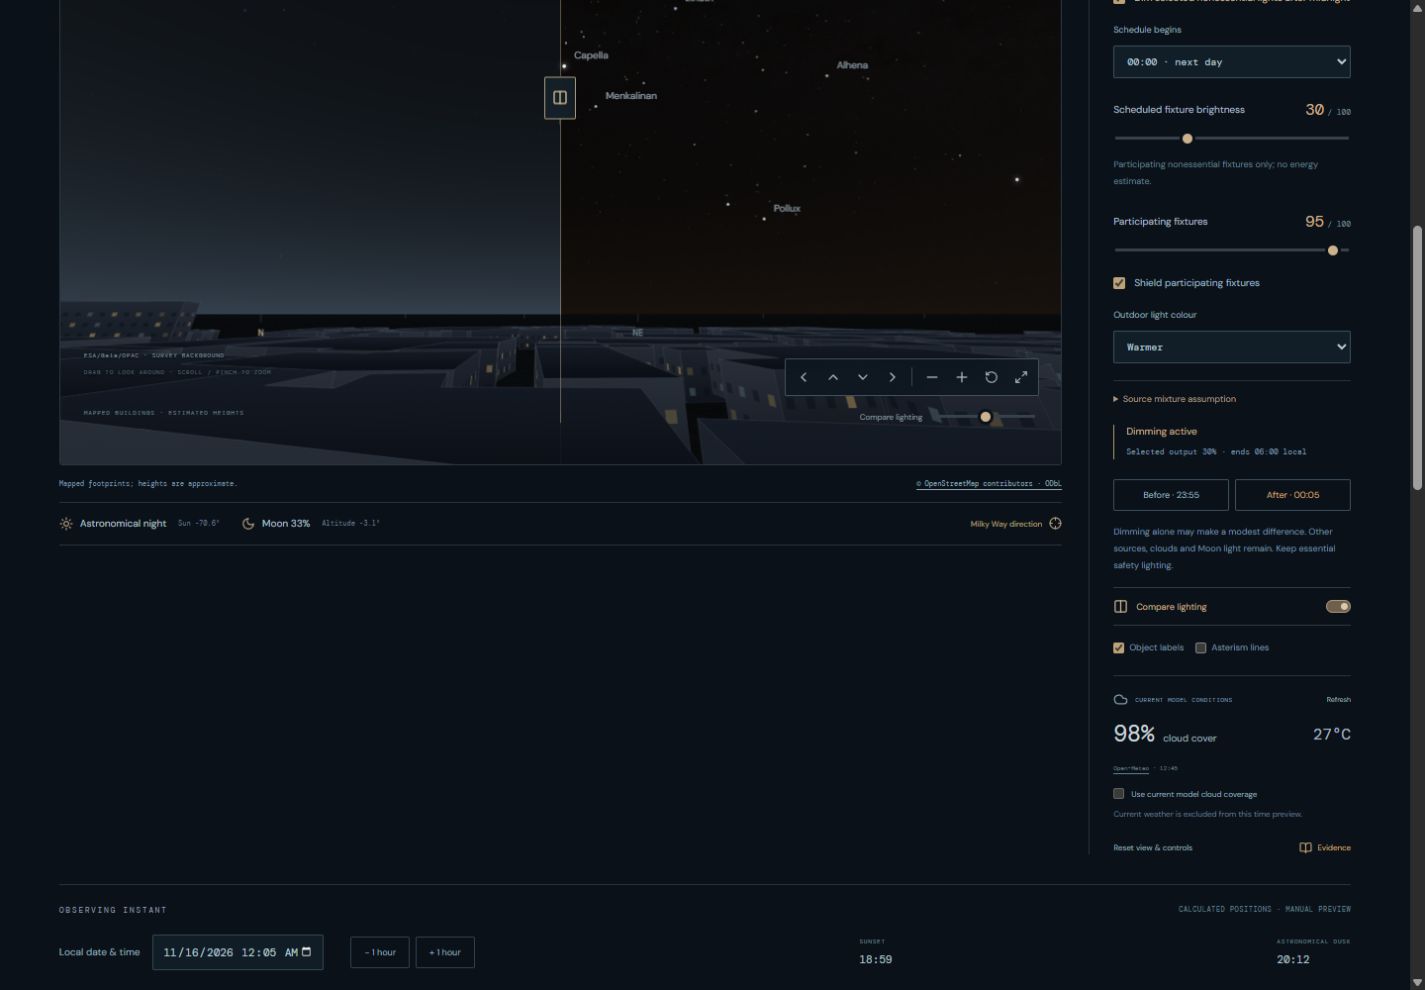 Capella
Alhena
Menkalinan
Pollux
N
NE
ESA/Gaia/DPAC · SURVEY BACKGROUND
DRAG TO LOOK AROUND · SCROLL / PINCH TO ZOOM
MAPPED BUILDINGS · ESTIMATED HEIGHTS
Compare lighting
Mapped footprints; heights are approximate.
© OpenStreetMap contributors · ODbL
Astronomical night Sun -70.6° Moon 33% Altitude -3.1°
Milky Way direction
Dim selected nonessential lights after midnight
Schedule begins
00:00 · next day
Scheduled fixture brightness 30 / 100
Participating nonessential fixtures only; no energy
estimate.
Participating fixtures 95 / 100
Shield participating fixtures
Outdoor light colour
Warmer
Source mixture assumption
Dimming active
Selected output 30% · ends 06:00 local
Before · 23:55 After · 00:05
Dimming alone may make a modest difference. Other
sources, clouds and Moon light remain. Keep essential
safety lighting.
Compare lighting
Object labels Asterism lines
CURRENT MODEL CONDITIONS Refresh
98% cloud cover 27°C
Open-Meteo · 12:45
Use current model cloud coverage
Current weather is excluded from this time preview.
Reset view & controls Evidence
OBSERVING INSTANT
CALCULATED POSITIONS · MANUAL PREVIEW
Local date & time 11/16/2026 12:05 AM − 1 hour + 1 hour
SUNSET
18:59
ASTRONOMICAL DUSK
20:12